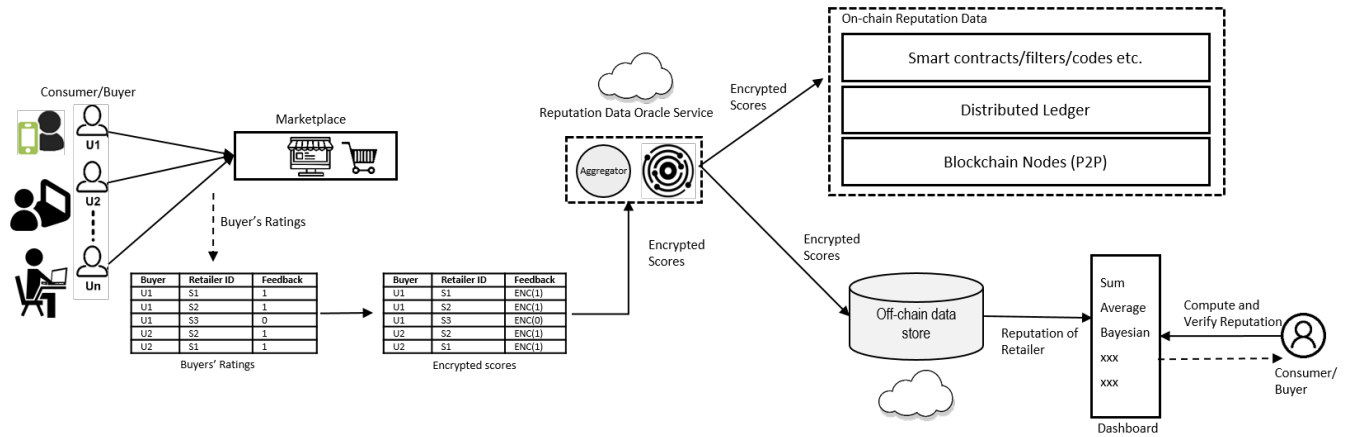 Consumer/Buyer
U1
U2
Un
Marketplace
Buyer's Ratings
Buyer Retailer ID Feedback
U1 S1 1
U1 S2 1
U1 S3 0
U2 S2 1
U2 S1 1
Buyers' Ratings
Buyer Retailer ID Feedback
U1 S1 ENC(1)
U1 S2 ENC(1)
U1 S3 ENC(0)
U2 S2 ENC(1)
U2 S1 ENC(1)
Encrypted scores
Encrypted
Scores
Reputation Data Oracle Service
Aggregator
Encrypted
Scores
On-chain Reputation Data
Smart contracts/filters/codes etc.
Distributed Ledger
Blockchain Nodes (P2P)
Encrypted
Scores
Off-chain data
store
Reputation of
Retailer
Sum
Average
Bayesian
xxx
xxx
Dashboard
Compute and
Verify Reputation
Consumer/
Buyer